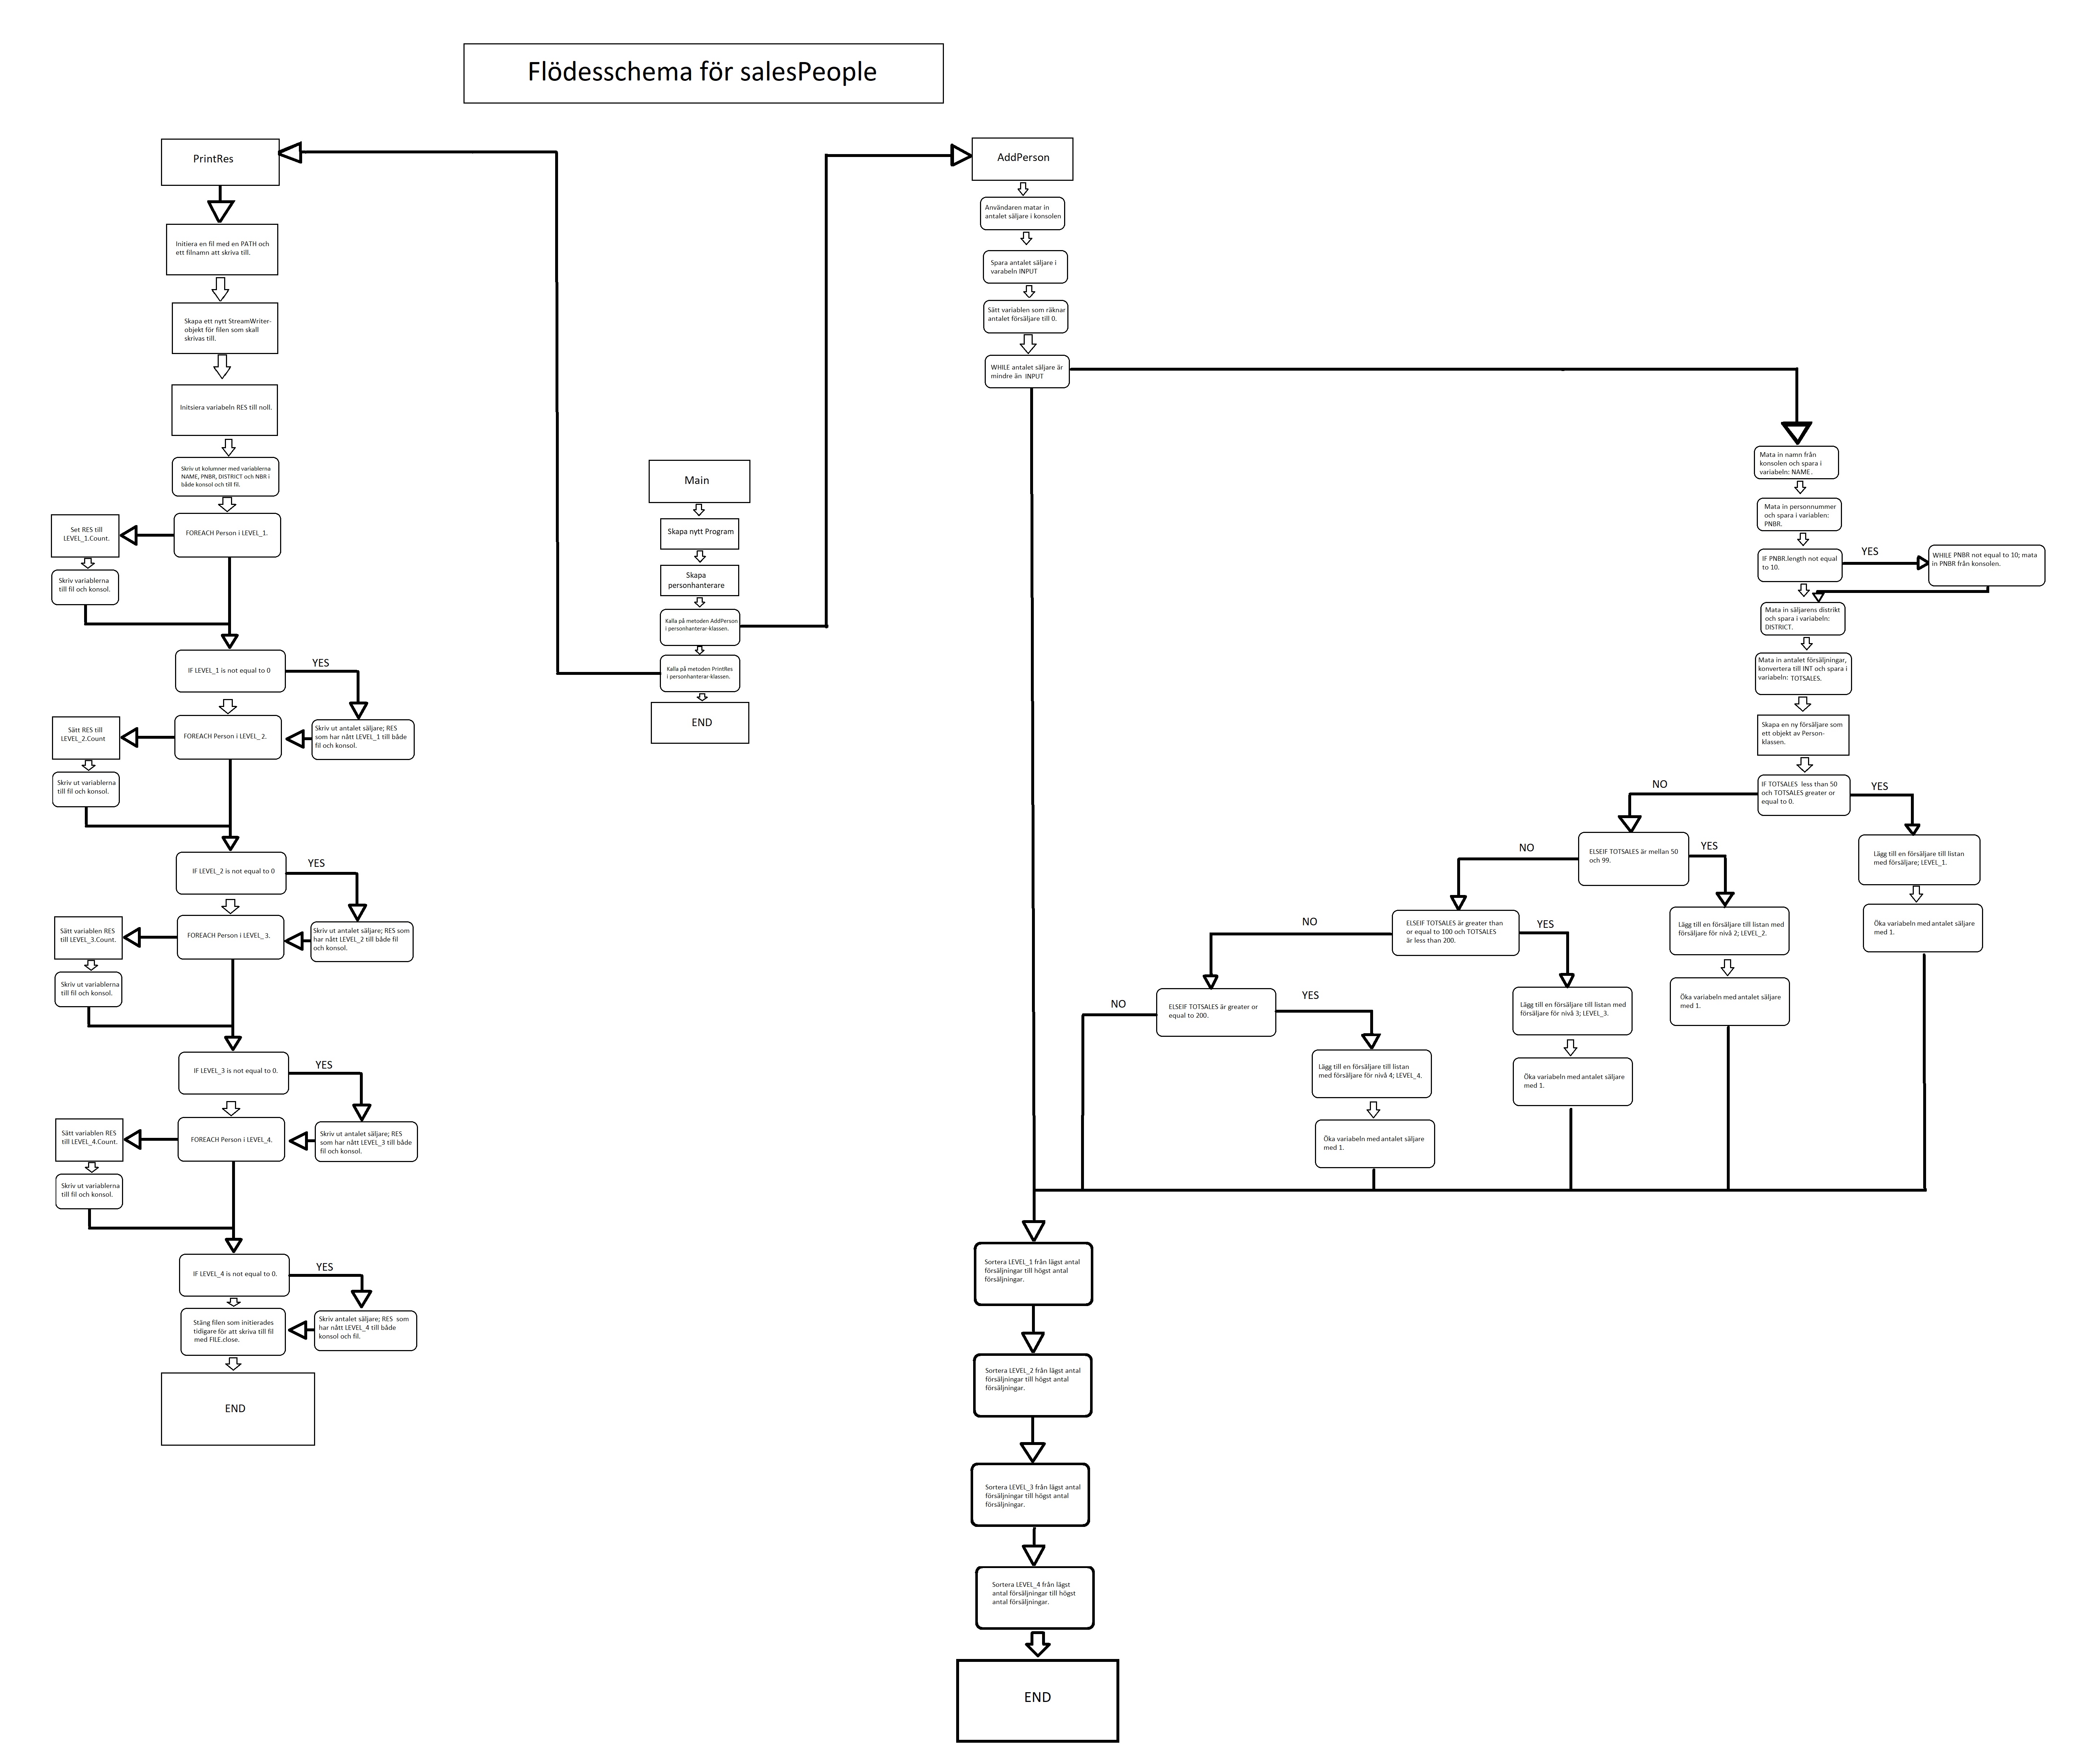 Flödesschema för salesPeople
PrintRes
Initiera en fil med en PATH och
ett filnamn att skriva till.
Skapa ett nytt StreamWriter-
objekt för filen som skall
skrivas till.
Initsiera variabeln RES till noll.
Skriv ut kolumner med variablerna
NAME, PNBR, DISTRICT och NBR i
både konsol och till fil.
FOREACH Person i LEVEL_1.
Set RES till
LEVEL_1.Count.
Skriv variablerna
till fil och konsol.
IF LEVEL_1 is not equal to 0
YES
Skriv ut antalet säljare; RES
som har nått LEVEL_1 till både
fil och konsol.
FOREACH Person i LEVEL_2.
Sätt RES till
LEVEL_2.Count
Skriv ut variablerna
till fil och konsol.
IF LEVEL_2 is not equal to 0
YES
Skriv ut antalet säljare; RES som
har nått LEVEL_2 till både fil
och konsol.
FOREACH Person i LEVEL_3.
Sätt variablen RES
till LEVEL_3.Count.
Skriv ut variablerna
till fil och konsol.
IF LEVEL_3 is not equal to 0.
YES
Skriv ut antalet säljare; RES
som har nått LEVEL_3 till både
fil och konsol.
FOREACH Person i LEVEL_4.
Sätt variablen RES
till LEVEL_4.Count.
Skriv ut variablerna
till fil och konsol.
IF LEVEL_4 is not equal to 0.
YES
Skriv antalet säljare; RES som
har nått LEVEL_4 till både
konsol och fil.
Stäng filen som initierades
tidigare för att skriva till fil
med FILE.close.
END
Main
Skapa nytt Program
Skapa
personhanterare
Kalla på metoden AddPerson
i personhanterar-klassen.
Kalla på metoden PrintRes
i personhanterar-klassen.
END
AddPerson
Användaren matar in
antalet säljare i konsolen
Spara antalet säljare i
varabeln INPUT
Sätt variablen som räknar
antalet försäljare till 0.
WHILE antalet säljare är
mindre än INPUT
Mata in namn från
konsolen och spara i
variabeln: NAME.
Mata in personnummer
och spara i variablen:
PNBR.
IF PNBR.length not equal
to 10.
YES
WHILE PNBR not equal to 10; mata
in PNBR från konsolen.
Mata in säljarens distrikt
och spara i variabeln:
DISTRICT.
Mata in antalet försäljningar,
konvertera till INT och spara i
variabeln: TOTSALES.
Skapa en ny försäljare som
ett objekt av Person-
klassen.
IF TOTSALES less than 50
och TOTSALES greater or
equal to 0.
NO
YES
Lägg till en försäljare till listan
med försäljare; LEVEL_1.
Öka variabeln med antalet säljare
med 1.
ELSEIF TOTSALES är mellan 50
och 99.
NO
YES
Lägg till en försäljare till listan med
försäljare för nivå 2; LEVEL_2.
Öka variabeln med antalet säljare
med 1.
ELSEIF TOTSALES is greater than
or equal to 100 och TOTSALES
är less than 200.
NO
YES
Lägg till en försäljare till listan med
försäljare för nivå 3; LEVEL_3.
Öka variabeln med antalet säljare
med 1.
ELSEIF TOTSALES är greater or
equal to 200.
NO
YES
Lägg till en försäljare till listan
med försäljare för nivå 4; LEVEL_4.
Öka variabeln med antalet säljare
med 1.
Sortera LEVEL_1 från lägst antal
försäljningar till högst antal
försäljningar.
Sortera LEVEL_2 från lägst antal
försäljningar till högst antal
försäljningar.
Sortera LEVEL_3 från lägst antal
försäljningar till högst antal
försäljningar.
Sortera LEVEL_4 från lägst
antal försäljningar till högst
antal försäljningar.
END